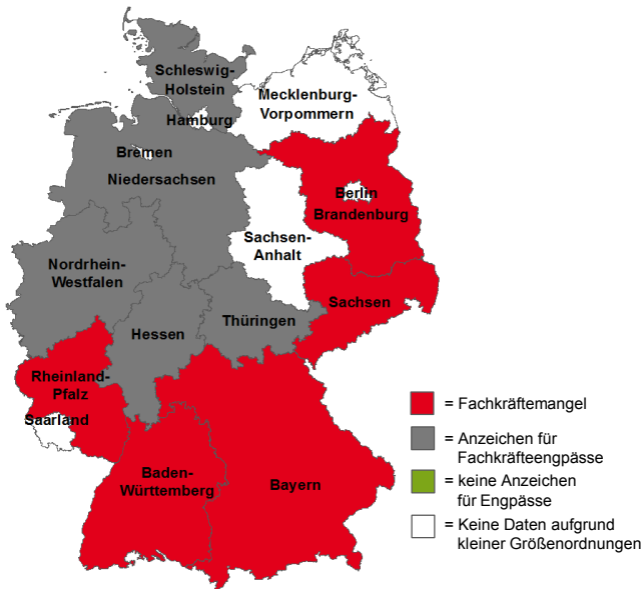 Schleswig-
Holstein
Mecklenburg-
Vorpommern
Hamburg
Bremen
Niedersachsen
Berlin
Brandenburg
Sachsen-
Anhalt
Nordrhein-
Westfalen
Sachsen
Thüringen
Hessen
Rheinland-
Pfalz
Saarland
Baden-
Württemberg
Bayern
= Fachkräftemangel
= Anzeichen für
Fachkräfteengpässe
= keine Anzeichen
für Engpässe
= Keine Daten aufgrund
kleiner Größenordnungen